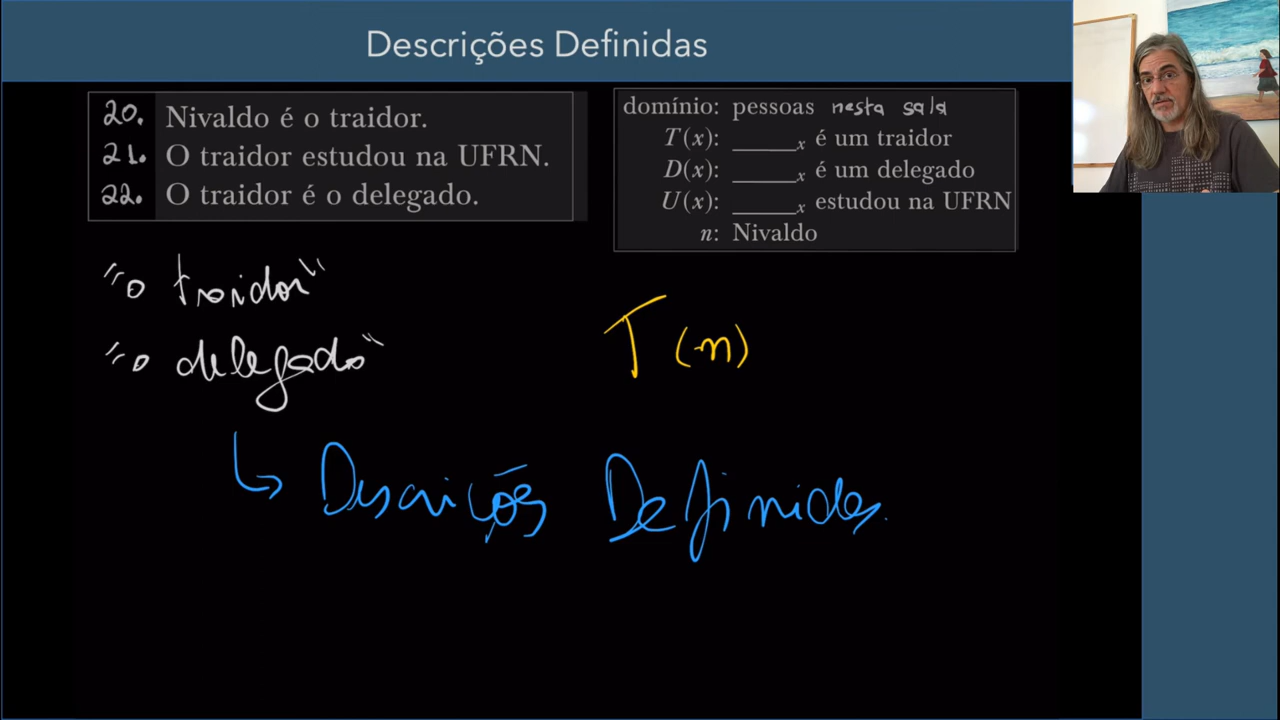 Descrições Definidas
20. Nivaldo é o traidor.
21. O traidor estudou na UFRN.
22. O traidor é o delegado.
domínio: pessoas nesta sala
T(x): ______x é um traidor
D(x): ______x é um delegado
U(x): ______x estudou na UFRN
n: Nivaldo
"o traidor"
"o delegado"
T(n)
↳ Descrições Definidas.